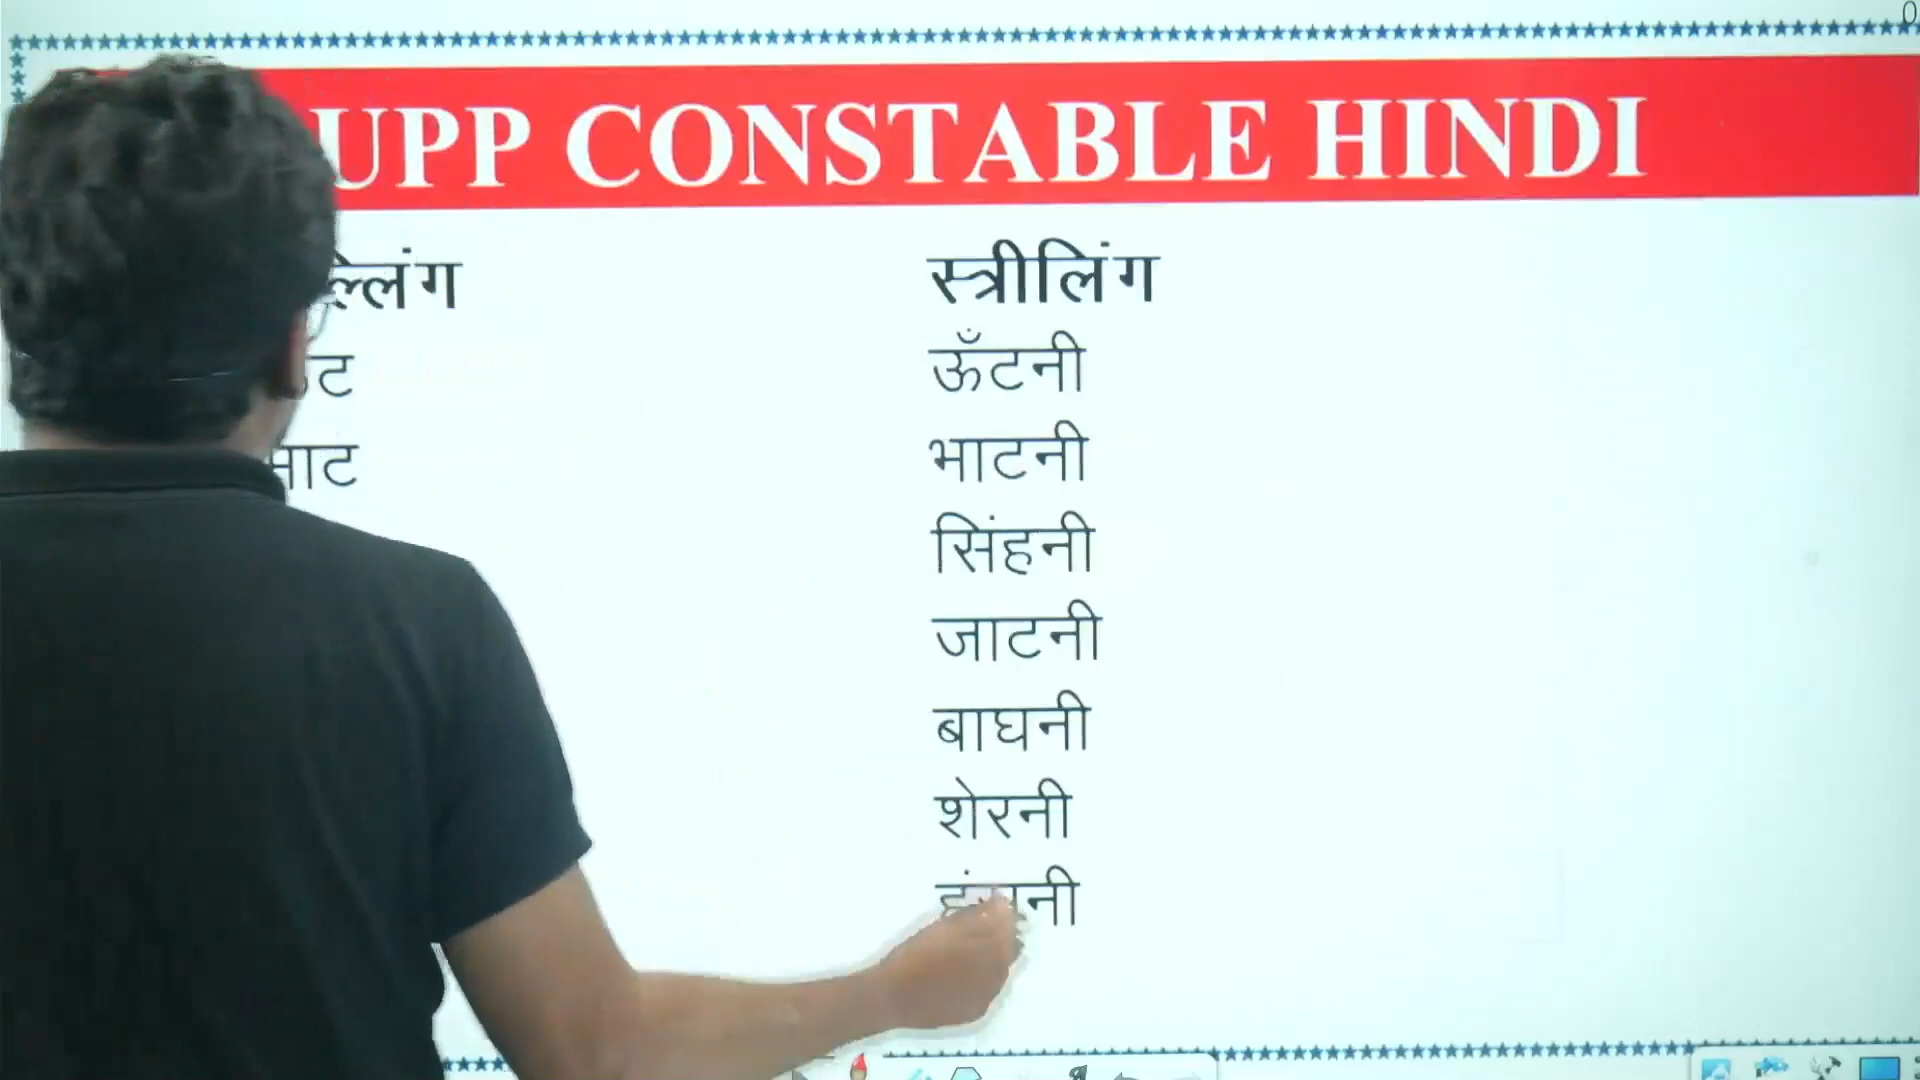 UPP CONSTABLE HINDI
स्त्रीलिंग
ऊँटनी
भाटनी
सिंहनी
जाटनी
बाघनी
शेरनी